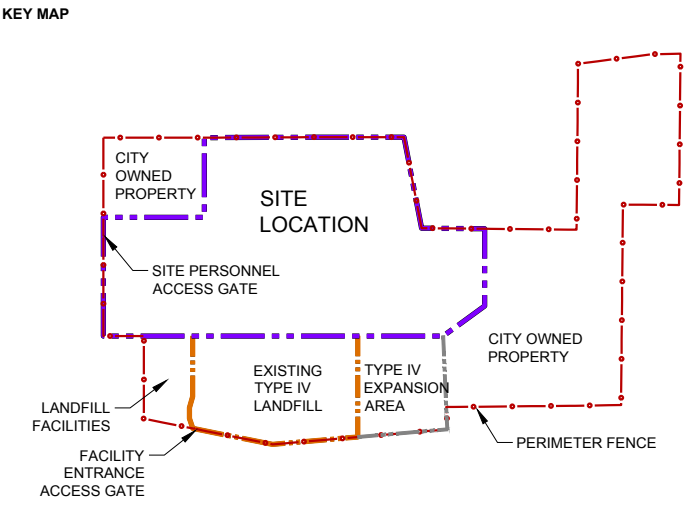 KEY MAP
CITY
OWNED
PROPERTY
SITE
LOCATION
SITE PERSONNEL
ACCESS GATE
CITY OWNED
PROPERTY
EXISTING
TYPE IV
LANDFILL
TYPE IV
EXPANSION
AREA
LANDFILL
FACILITIES
PERIMETER FENCE
FACILITY
ENTRANCE
ACCESS GATE